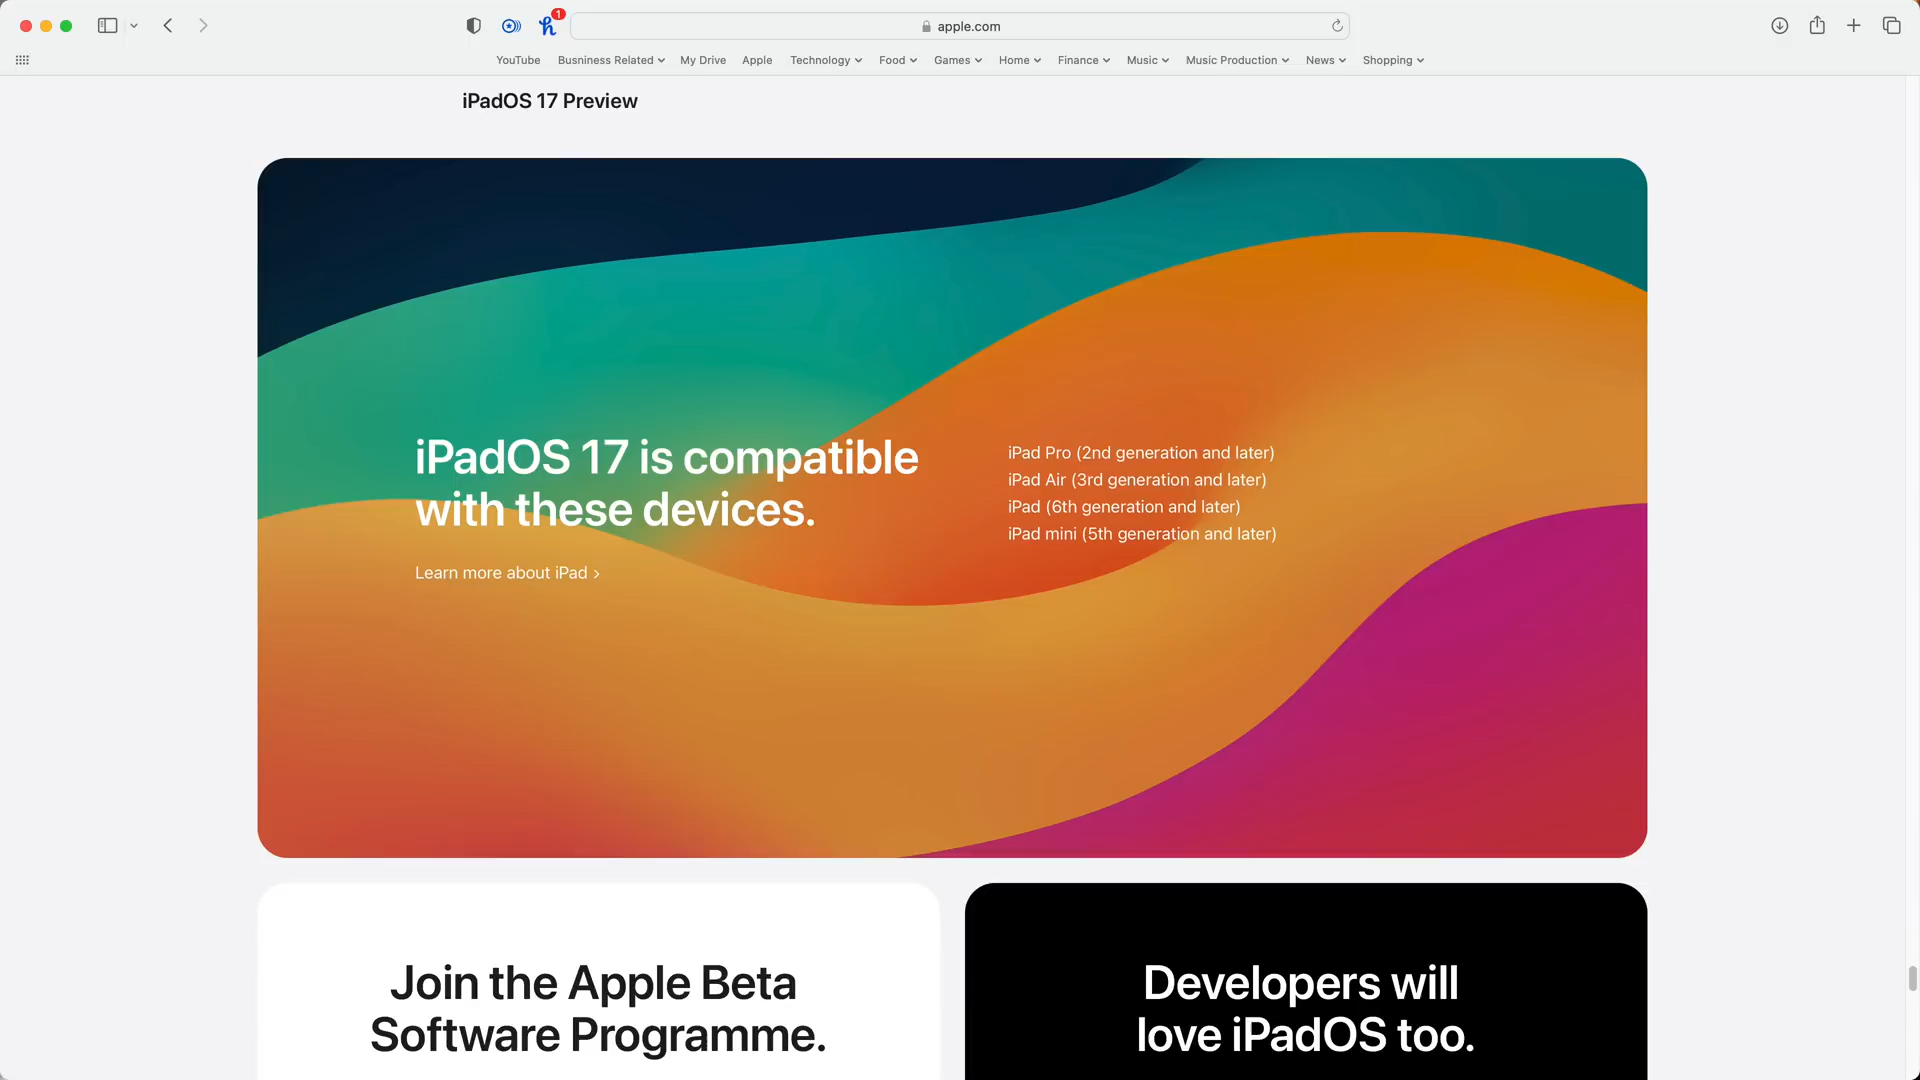 1
apple.com
YouTube Busniness Related My Drive Apple Technology Food Games Home Finance Music Music Production News Shopping
iPadOS 17 Preview
iPadOS 17 is compatible
with these devices.
Learn more about iPad >
iPad Pro (2nd generation and later)
iPad Air (3rd generation and later)
iPad (6th generation and later)
iPad mini (5th generation and later)
Join the Apple Beta
Software Programme.
Developers will
love iPadOS too.